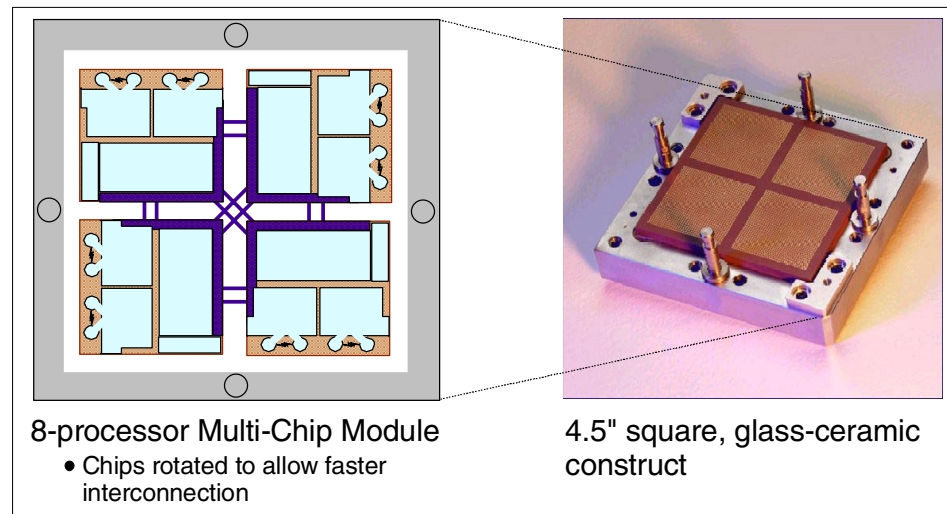 8-processor Multi-Chip Module
• Chips rotated to allow faster
interconnection
4.5" square, glass-ceramic
construct